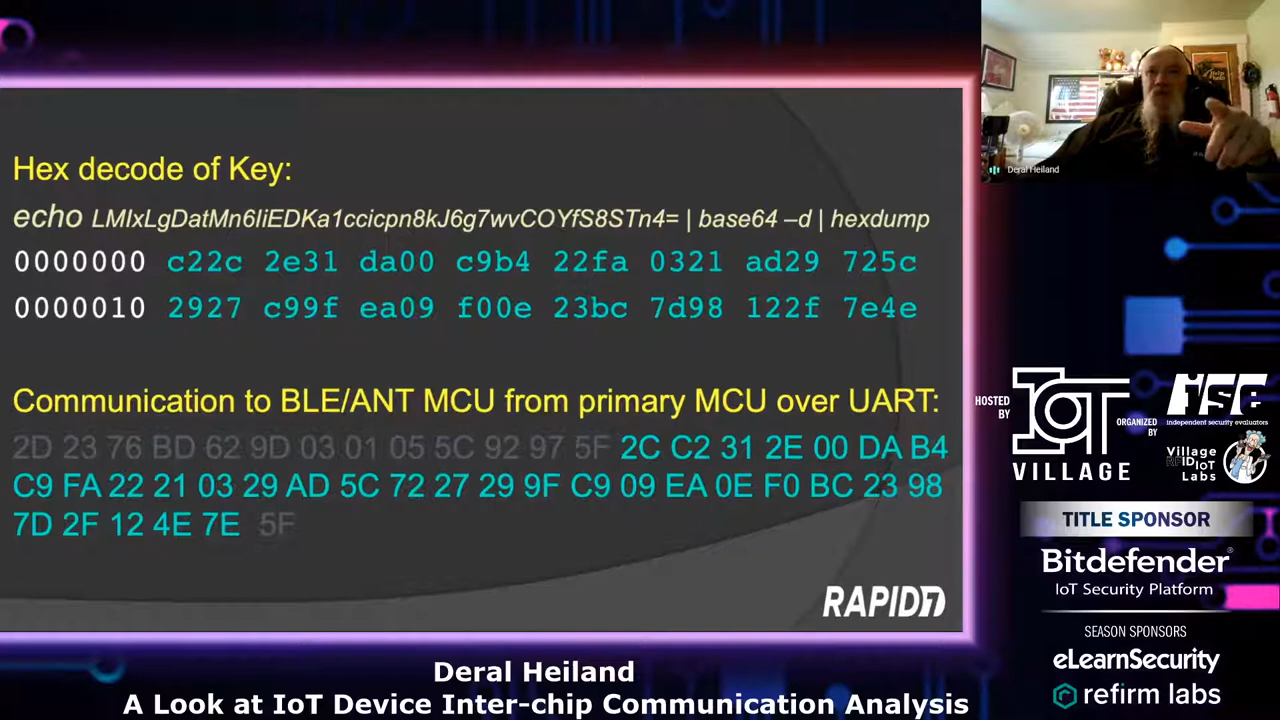 Hex decode of Key:
echo LMIxLgDatMn6IiEDKa1ccicpn8kJ6g7wvCOYfS8STn4= | base64 –d | hexdump
0000000 c22c 2e31 da00 c9b4 22fa 0321 ad29 725c
0000010 2927 c99f ea09 f00e 23bc 7d98 122f 7e4e
Communication to BLE/ANT MCU from primary MCU over UART:
2D 23 76 BD 62 9D 03 01 05 5C 92 97 5F 2C C2 31 2E 00 DA B4
C9 FA 22 21 03 29 AD 5C 72 27 29 9F C9 09 EA 0E F0 BC 23 98
7D 2F 12 4E 7E 5F
RAPID7
Deral Heiland
HOSTED
BY
IOT
VILLAGE
ORGANIZED
BY
ISE
independent security evaluators
Village
IDIoT
Labs
TITLE SPONSOR
Bitdefender®
IoT Security Platform
SEASON SPONSORS
eLearnSecurity
refirm labs
Deral Heiland
A Look at IoT Device Inter-chip Communication Analysis